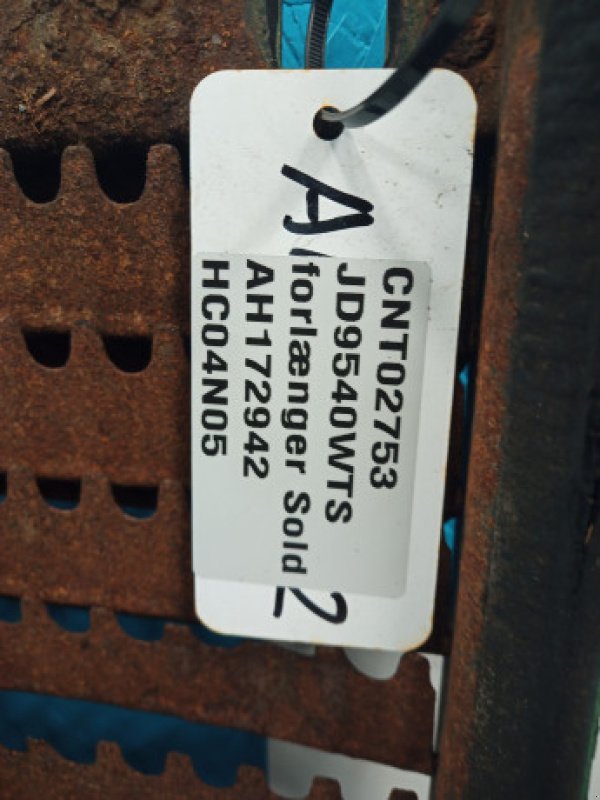 CNT02753
JD9540WTS
forlænger Sold
AH172942
HC04N05
A
2